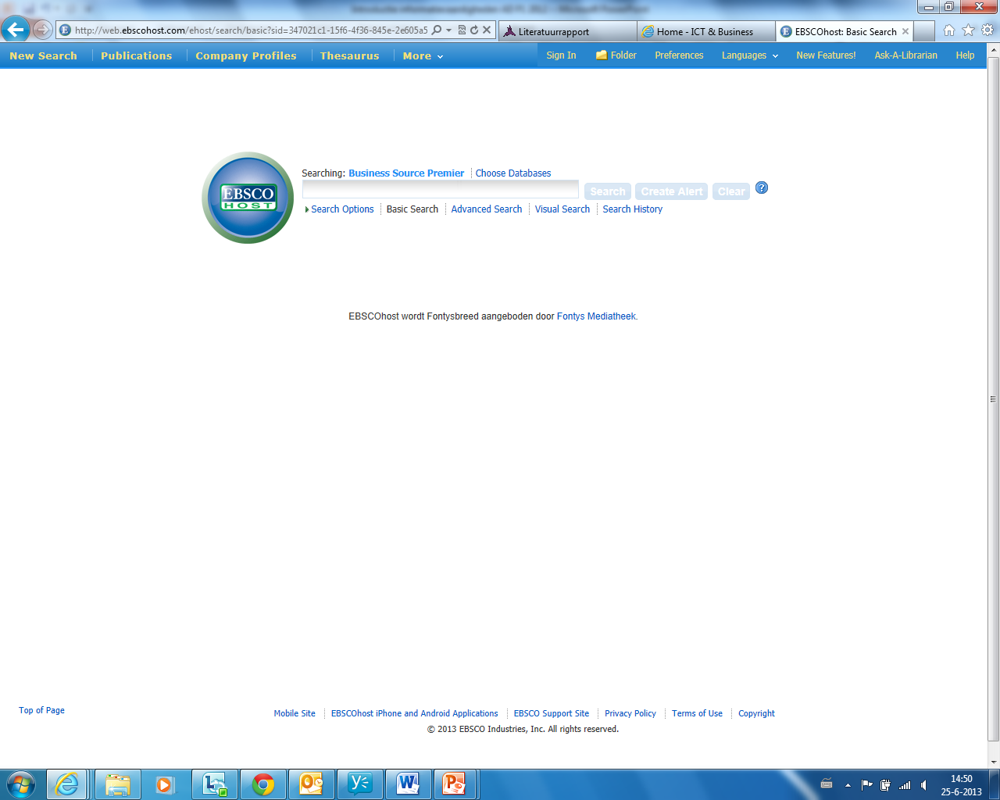 http://web.ebscohost.com/ehost/search/basic?sid=347021c1-15f6-4f36-845e-2e605a5
Literatuurrapport
Home - ICT & Business
EBSCOhost: Basic Search
New Search
Publications
Company Profiles
Thesaurus
More
Sign In
Folder
Preferences
Languages
New Features!
Ask-A-Librarian
Help
EBSCO
HOST
Searching: Business Source Premier
Choose Databases
Search
Create Alert
Clear
?
Search Options
Basic Search
Advanced Search
Visual Search
Search History
EBSCOhost wordt Fontysbreed aangeboden door Fontys Mediatheek.
Top of Page
Mobile Site
EBSCOhost iPhone and Android Applications
EBSCO Support Site
Privacy Policy
Terms of Use
Copyright
© 2013 EBSCO Industries, Inc. All rights reserved.
14:50
25-6-2013